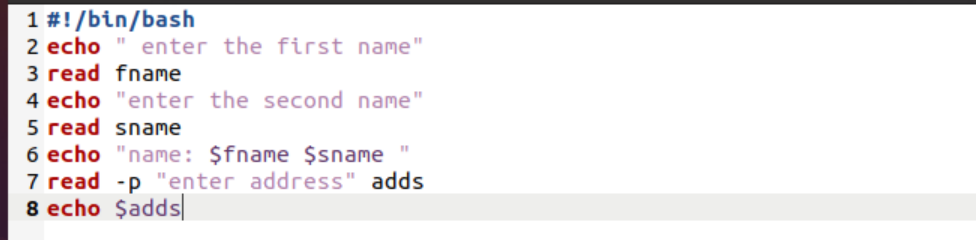 1 #!/bin/bash
2 echo " enter the first name"
3 read fname
4 echo "enter the second name"
5 read sname
6 echo "name: $fname $sname "
7 read -p "enter address" adds
8 echo $adds